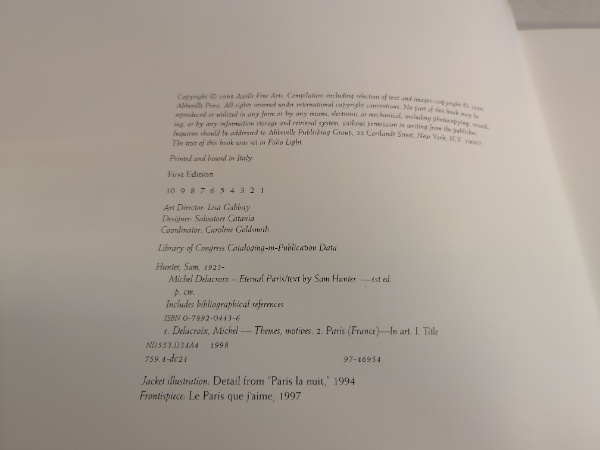 Copyright © 1999 Axelle Fine Arts. Compilation—including selection of text and images—copyright © 1999
Abbeville Press. All rights reserved under international copyright conventions. No part of this book may be
reproduced or utilized in any form or by any means, electronic or mechanical, including photocopying,
ing, or by any information storage and retrieval system, without permission in writing from the publisher.
Inquiries should be addressed to Abbeville Publishing Group, 22 Cortlandt Street, New York, N.Y. 10007.
The text of this book was set in Folio Light
Printed and bound in Italy
First Edition
10 9 8 7 6 5 4 3 2 1
Art Director: Lisa Gabbay
Designer: Salvatore Catania
Coordinator: Carolent Goldsmith
Library of Congress Cataloging-in-Publication Data
Hunter, Sam, 1923-
Michel Delacroix — Eternal Paris/text by Sam Hunter. — 1st ed.
p. cm.
Includes bibliographical references
ISBN 0-7892-0443-6
1. Delacroix, Michel — Themes, motives. 2. Paris (France)—In art. I. Title
ND553.D34A4 1998
759.4-dc21 97-46954
Jacket illustration: Detail from "Paris la nuit," 1994
Frontispiece: Le Paris que j'aime, 1997